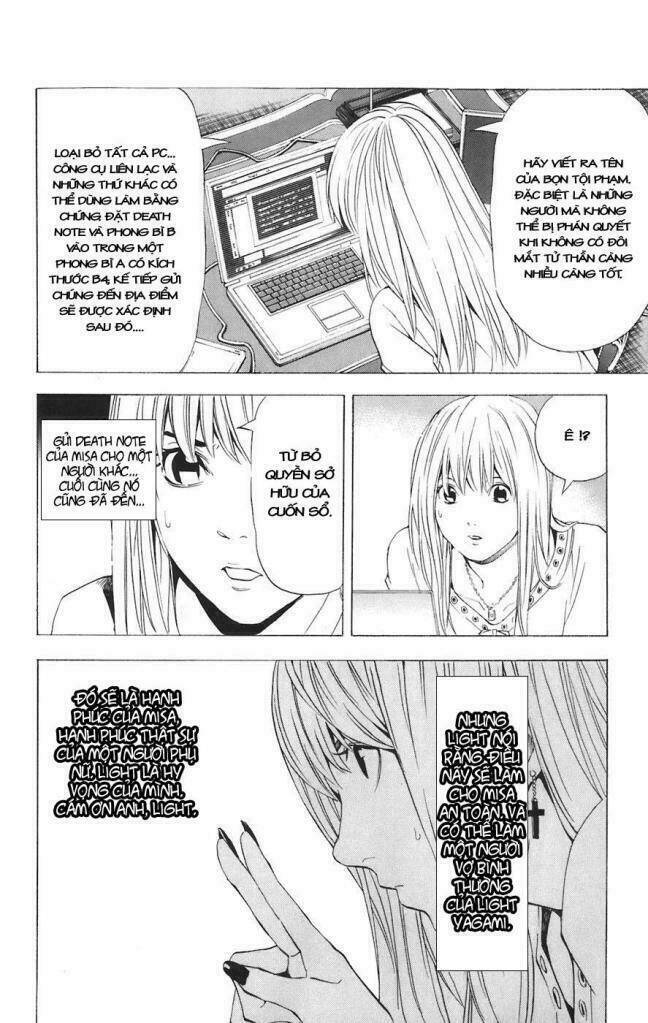 HÃY VIẾT RA TÊN
CỦA BỌN TỘI PHẠM.
ĐẶC BIỆT LÀ NHỮNG
NGƯỜI MÀ KHÔNG
THỂ BỊ PHÁN QUYẾT
KHI KHÔNG CÓ ĐÔI
MẮT TỬ THẦN CÀNG
NHIỀU CÀNG TỐT.
LOẠI BỎ TẤT CẢ PC...
CÔNG CỤ LIÊN LẠC VÀ
NHỮNG THỨ KHÁC CÓ
THỂ DÙNG LÀM BẰNG
CHỨNG ĐẶT DEATH
NOTE VÀ PHONG BÌ B
VÀO TRONG MỘT
PHONG BÌ A CÓ KÍCH
THƯỚC B4; KẾ TIẾP GỬI
CHÚNG ĐẾN ĐỊA ĐIỂM
SẼ ĐƯỢC XÁC ĐỊNH
SAU ĐÓ....
Ê !?
TỪ BỎ
QUYỀN SỞ
HỮU CỦA
CUỐN SỔ.
GỬI DEATH NOTE
CỦA MISA CHO MỘT
NGƯỜI KHÁC...
CUỐI CÙNG NÓ
CŨNG ĐÃ ĐẾN...
NHƯNG
LIGHT NÓI
RẰNG ĐIỀU
NÀY SẼ LÀM
CHO MISA
AN TOÀN. VÀ
CÓ THỂ LÀM
MỘT NGƯỜI
VỢ BÌNH
THƯỜNG
CỦA LIGHT
YAGAMI.
ĐÓ SẼ LÀ HẠNH
PHÚC CỦA MISA.
HẠNH PHÚC THẬT SỰ
CỦA MỘT NGƯỜI PHỤ
NỮ. LIGHT LÀ HY
VỌNG CỦA MÌNH.
CẢM ƠN ANH, LIGHT.